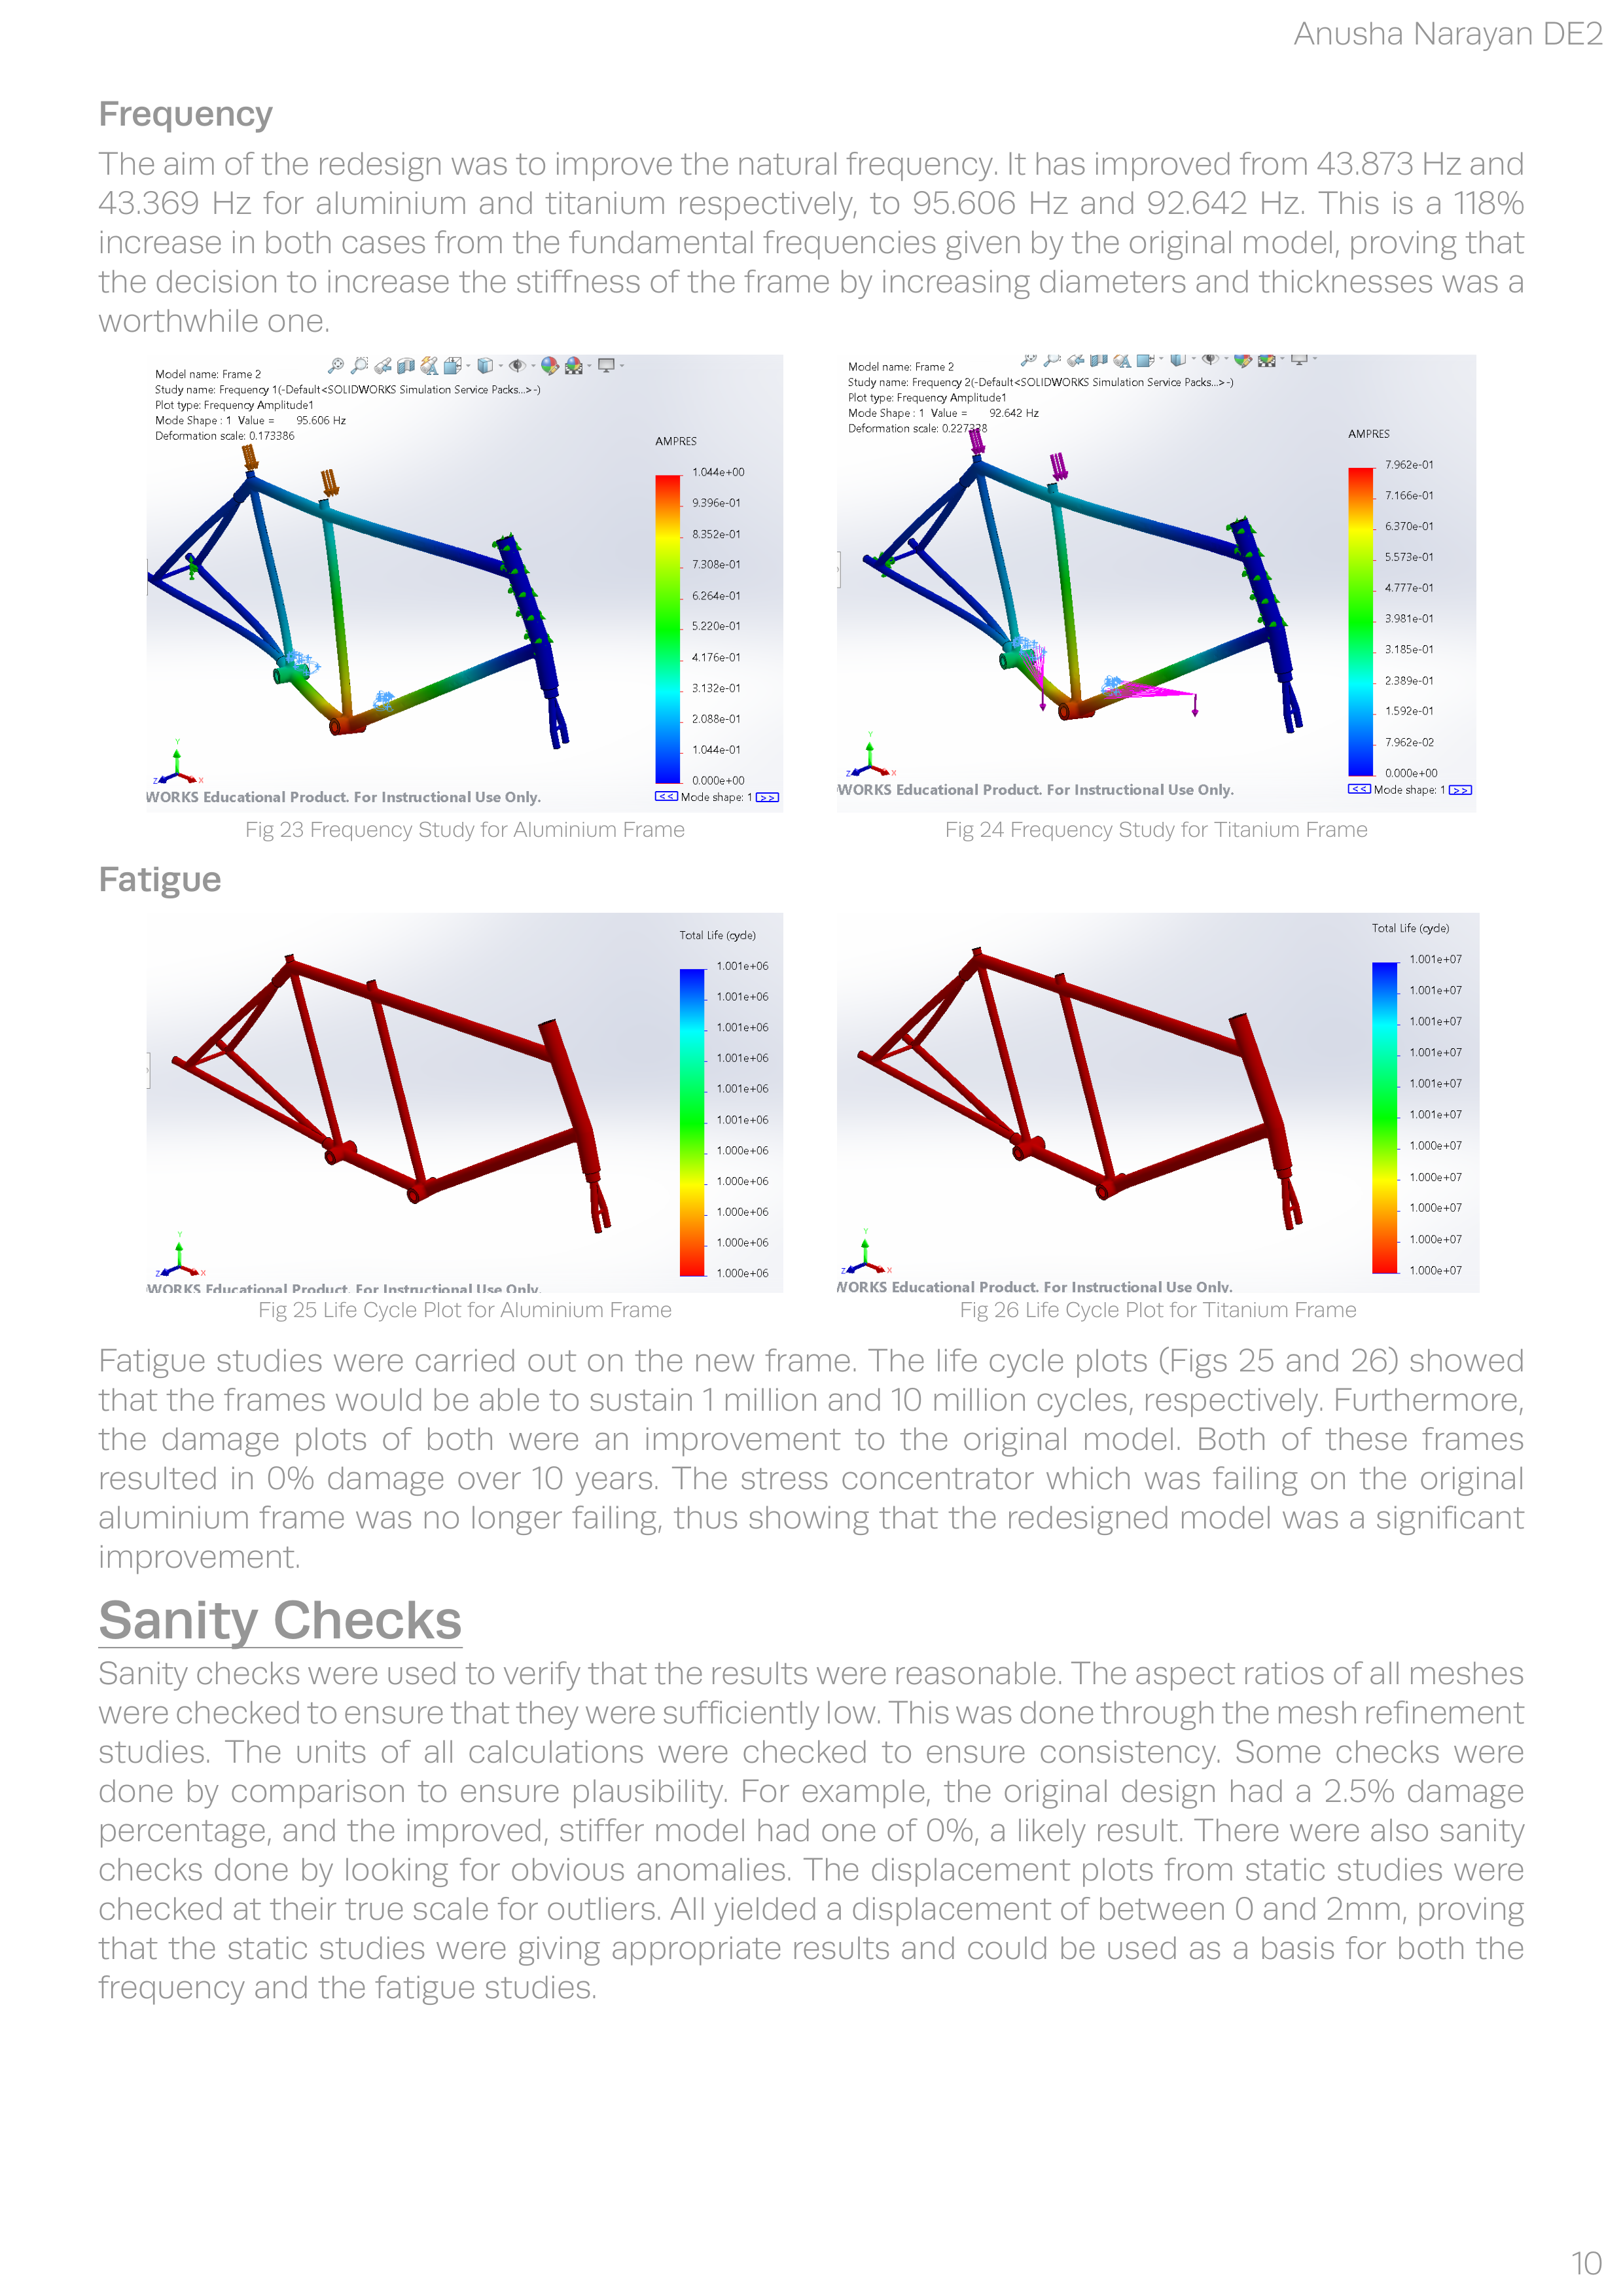 Anusha Narayan DE2
Frequency
The aim of the redesign was to improve the natural frequency. It has improved from 43.873 Hz and
43.369 Hz for aluminium and titanium respectively, to 95.606 Hz and 92.642 Hz. This is a 118%
increase in both cases from the fundamental frequencies given by the original model, proving that
the decision to increase the stiffness of the frame by increasing diameters and thicknesses was a
worthwhile one.
Model name: Frame 2
Study name: Frequency 1(-Default<SOLIDWORKS Simulation Service Packs...>-)
Plot type: Frequency Amplitude1
Mode Shape : 1 Value = 95.606 Hz
Deformation scale: 0.173386
AMPRES
1.044e+00
9.396e-01
8.352e-01
7.308e-01
6.264e-01
5.220e-01
4.176e-01
3.132e-01
2.088e-01
1.044e-01
0.000e+00
Y
Z
X
WORKS Educational Product. For Instructional Use Only.
<< Mode shape: 1 >>
Fig 23 Frequency Study for Aluminium Frame
Model name: Frame 2
Study name: Frequency 2(-Default<SOLIDWORKS Simulation Service Packs...>-)
Plot type: Frequency Amplitude1
Mode Shape : 1 Value = 92.642 Hz
Deformation scale: 0.227338
AMPRES
7.962e-01
7.166e-01
6.370e-01
5.573e-01
4.777e-01
3.981e-01
3.185e-01
2.389e-01
1.592e-01
7.962e-02
0.000e+00
Y
Z
X
WORKS Educational Product. For Instructional Use Only.
<< Mode shape: 1 >>
Fig 24 Frequency Study for Titanium Frame
Fatigue
Total Life (cycle)
1.001e+06
1.001e+06
1.001e+06
1.001e+06
1.001e+06
1.001e+06
1.000e+06
1.000e+06
1.000e+06
1.000e+06
1.000e+06
Y
Z
X
WORKS Educational Product. For Instructional Use Only.
Fig 25 Life Cycle Plot for Aluminium Frame
Total Life (cycle)
1.001e+07
1.001e+07
1.001e+07
1.001e+07
1.001e+07
1.001e+07
1.000e+07
1.000e+07
1.000e+07
1.000e+07
1.000e+07
Y
Z
X
WORKS Educational Product. For Instructional Use Only.
Fig 26 Life Cycle Plot for Titanium Frame
Fatigue studies were carried out on the new frame. The life cycle plots (Figs 25 and 26) showed
that the frames would be able to sustain 1 million and 10 million cycles, respectively. Furthermore,
the damage plots of both were an improvement to the original model. Both of these frames
resulted in 0% damage over 10 years. The stress concentrator which was failing on the original
aluminium frame was no longer failing, thus showing that the redesigned model was a significant
improvement.
Sanity Checks
Sanity checks were used to verify that the results were reasonable. The aspect ratios of all meshes
were checked to ensure that they were sufficiently low. This was done through the mesh refinement
studies. The units of all calculations were checked to ensure consistency. Some checks were
done by comparison to ensure plausibility. For example, the original design had a 2.5% damage
percentage, and the improved, stiffer model had one of 0%, a likely result. There were also sanity
checks done by looking for obvious anomalies. The displacement plots from static studies were
checked at their true scale for outliers. All yielded a displacement of between 0 and 2mm, proving
that the static studies were giving appropriate results and could be used as a basis for both the
frequency and the fatigue studies.
10